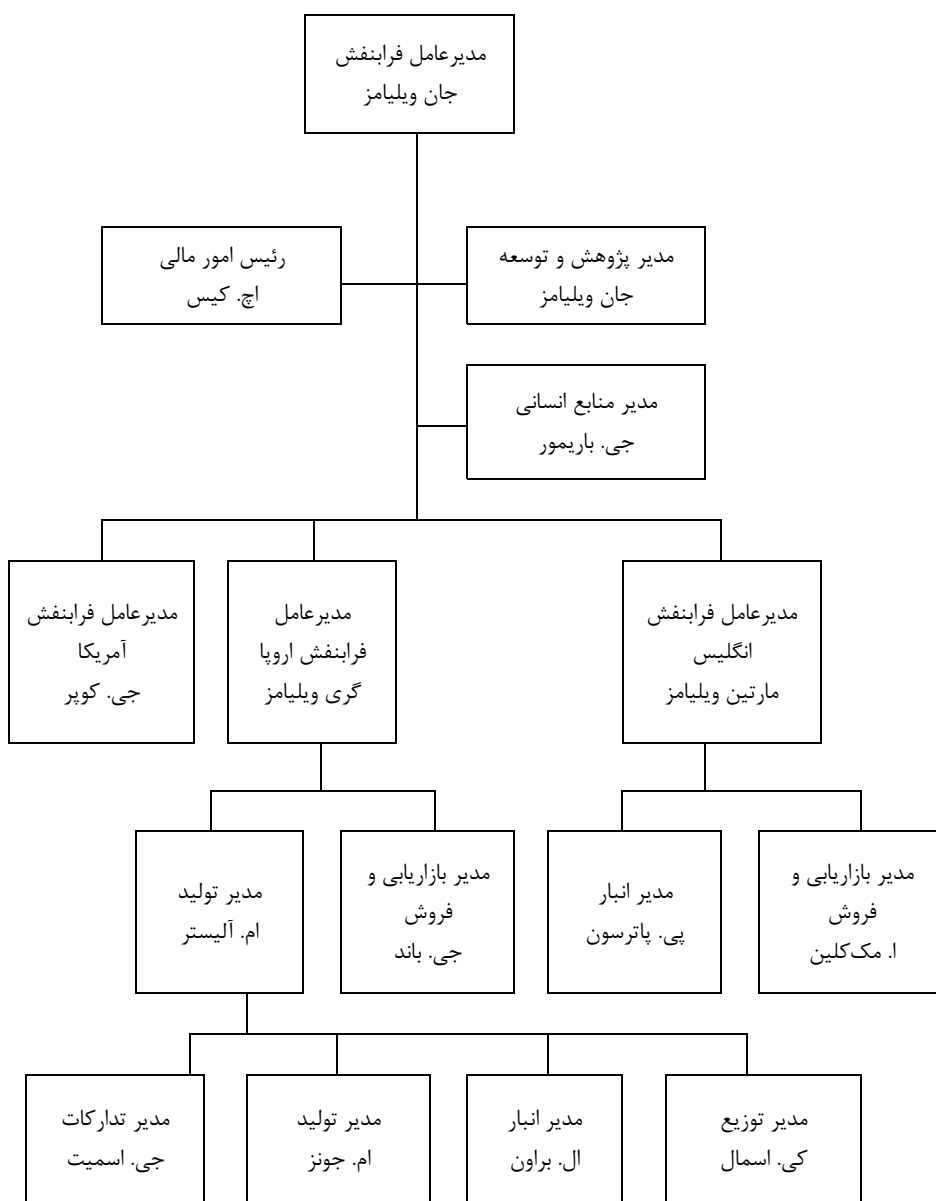 مدیرعامل فرابنفش
جان ویلیامز
مدیر پژوهش و توسعه
جان ویلیامز
رئیس امور مالی
اچ. کیس
مدیر منابع انسانی
جی. باریمور
مدیرعامل فرابنفش
انگلیس
مارتین ویلیامز
مدیرعامل
فرابنفش اروپا
گری ویلیامز
مدیرعامل فرابنفش
آمریکا
جی. کوپر
مدیر بازاریابی و
فروش
ا. مک‌کلین
مدیر انبار
پی. پاترسون
مدیر بازاریابی و
فروش
جی. باند
مدیر تولید
ام. آلیستر
مدیر توزیع
کی. اسمال
مدیر انبار
ال. براون
مدیر تولید
ام. جونز
مدیر تدارکات
جی. اسمیت